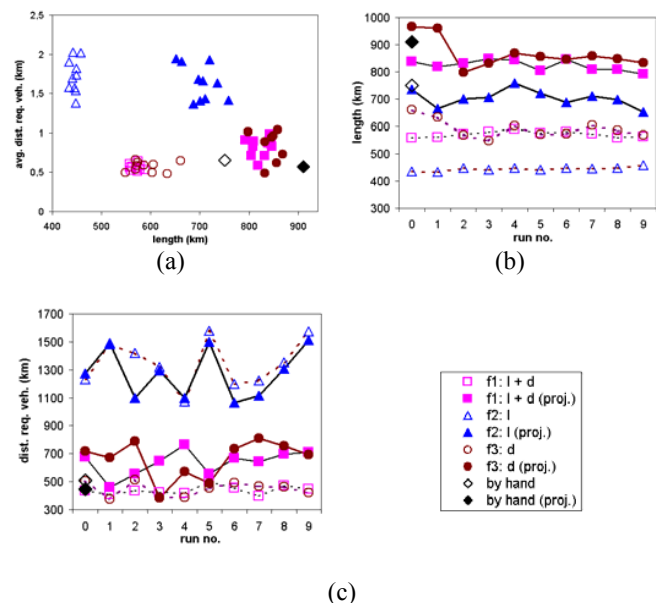 2,5
2
1,5
1
0,5
0
avg. dist. req. veh. (km)
400 500 600 700 800 900
length (km)
(a)
1000
900
800
700
600
500
400
300
length (km)
0 1 2 3 4 5 6 7 8 9
run no.
(b)
1700
1500
1300
1100
900
700
500
300
dist. req. veh. (km)
0 1 2 3 4 5 6 7 8 9
run no.
f1: l + d
f1: l + d (proj.)
f2: l
f2: l (proj.)
f3: d
f3: d (proj.)
by hand
by hand (proj.)
(c)